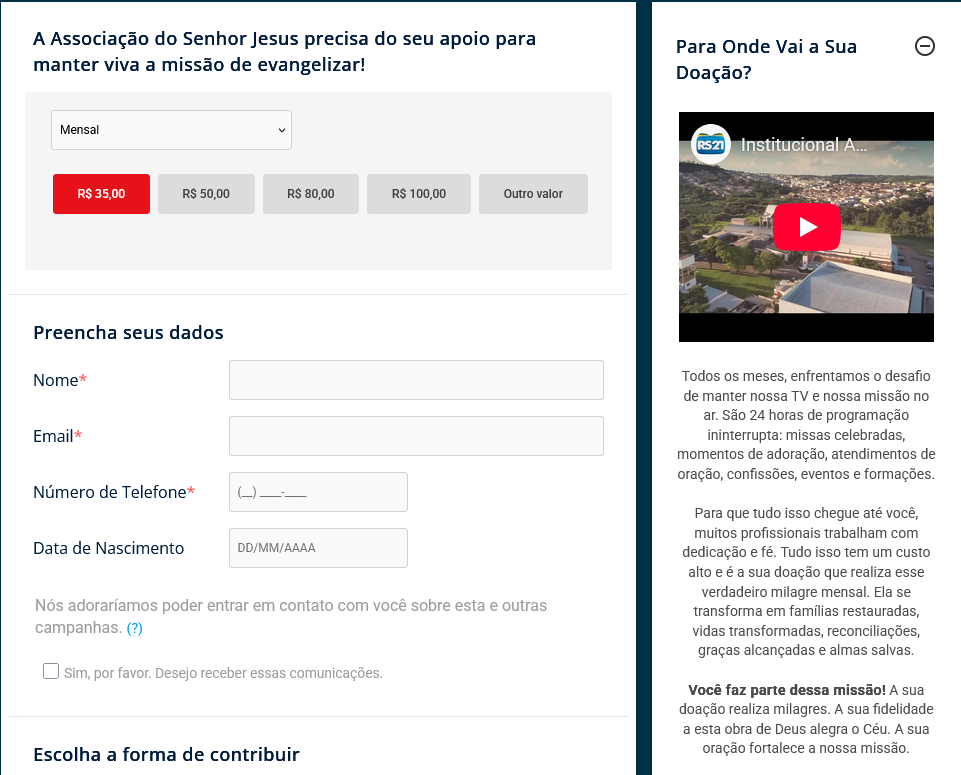 A Associação do Senhor Jesus precisa do seu apoio para
manter viva a missão de evangelizar!
Mensal
R$ 35,00
R$ 50,00
R$ 80,00
R$ 100,00
Outro valor
Preencha seus dados
Nome*
Email*
Número de Telefone*
(__) ____-____
Data de Nascimento
DD/MM/AAAA
Nós adoraríamos poder entrar em contato com você sobre esta e outras
campanhas. (?)
Sim, por favor. Desejo receber essas comunicações.
Escolha a forma de contribuir
Para Onde Vai a Sua
Doação?
RS21
Institucional A...
Todos os meses, enfrentamos o desafio
de manter nossa TV e nossa missão no
ar. São 24 horas de programação
ininterrupta: missas celebradas,
momentos de adoração, atendimentos de
oração, confissões, eventos e formações.
Para que tudo isso chegue até você,
muitos profissionais trabalham com
dedicação e fé. Tudo isso tem um custo
alto e é a sua doação que realiza esse
verdadeiro milagre mensal. Ela se
transforma em famílias restauradas,
vidas transformadas, reconciliações,
graças alcançadas e almas salvas.
Você faz parte dessa missão! A sua
doação realiza milagres. A sua fidelidade
a esta obra de Deus alegra o Céu. A sua
oração fortalece a nossa missão.